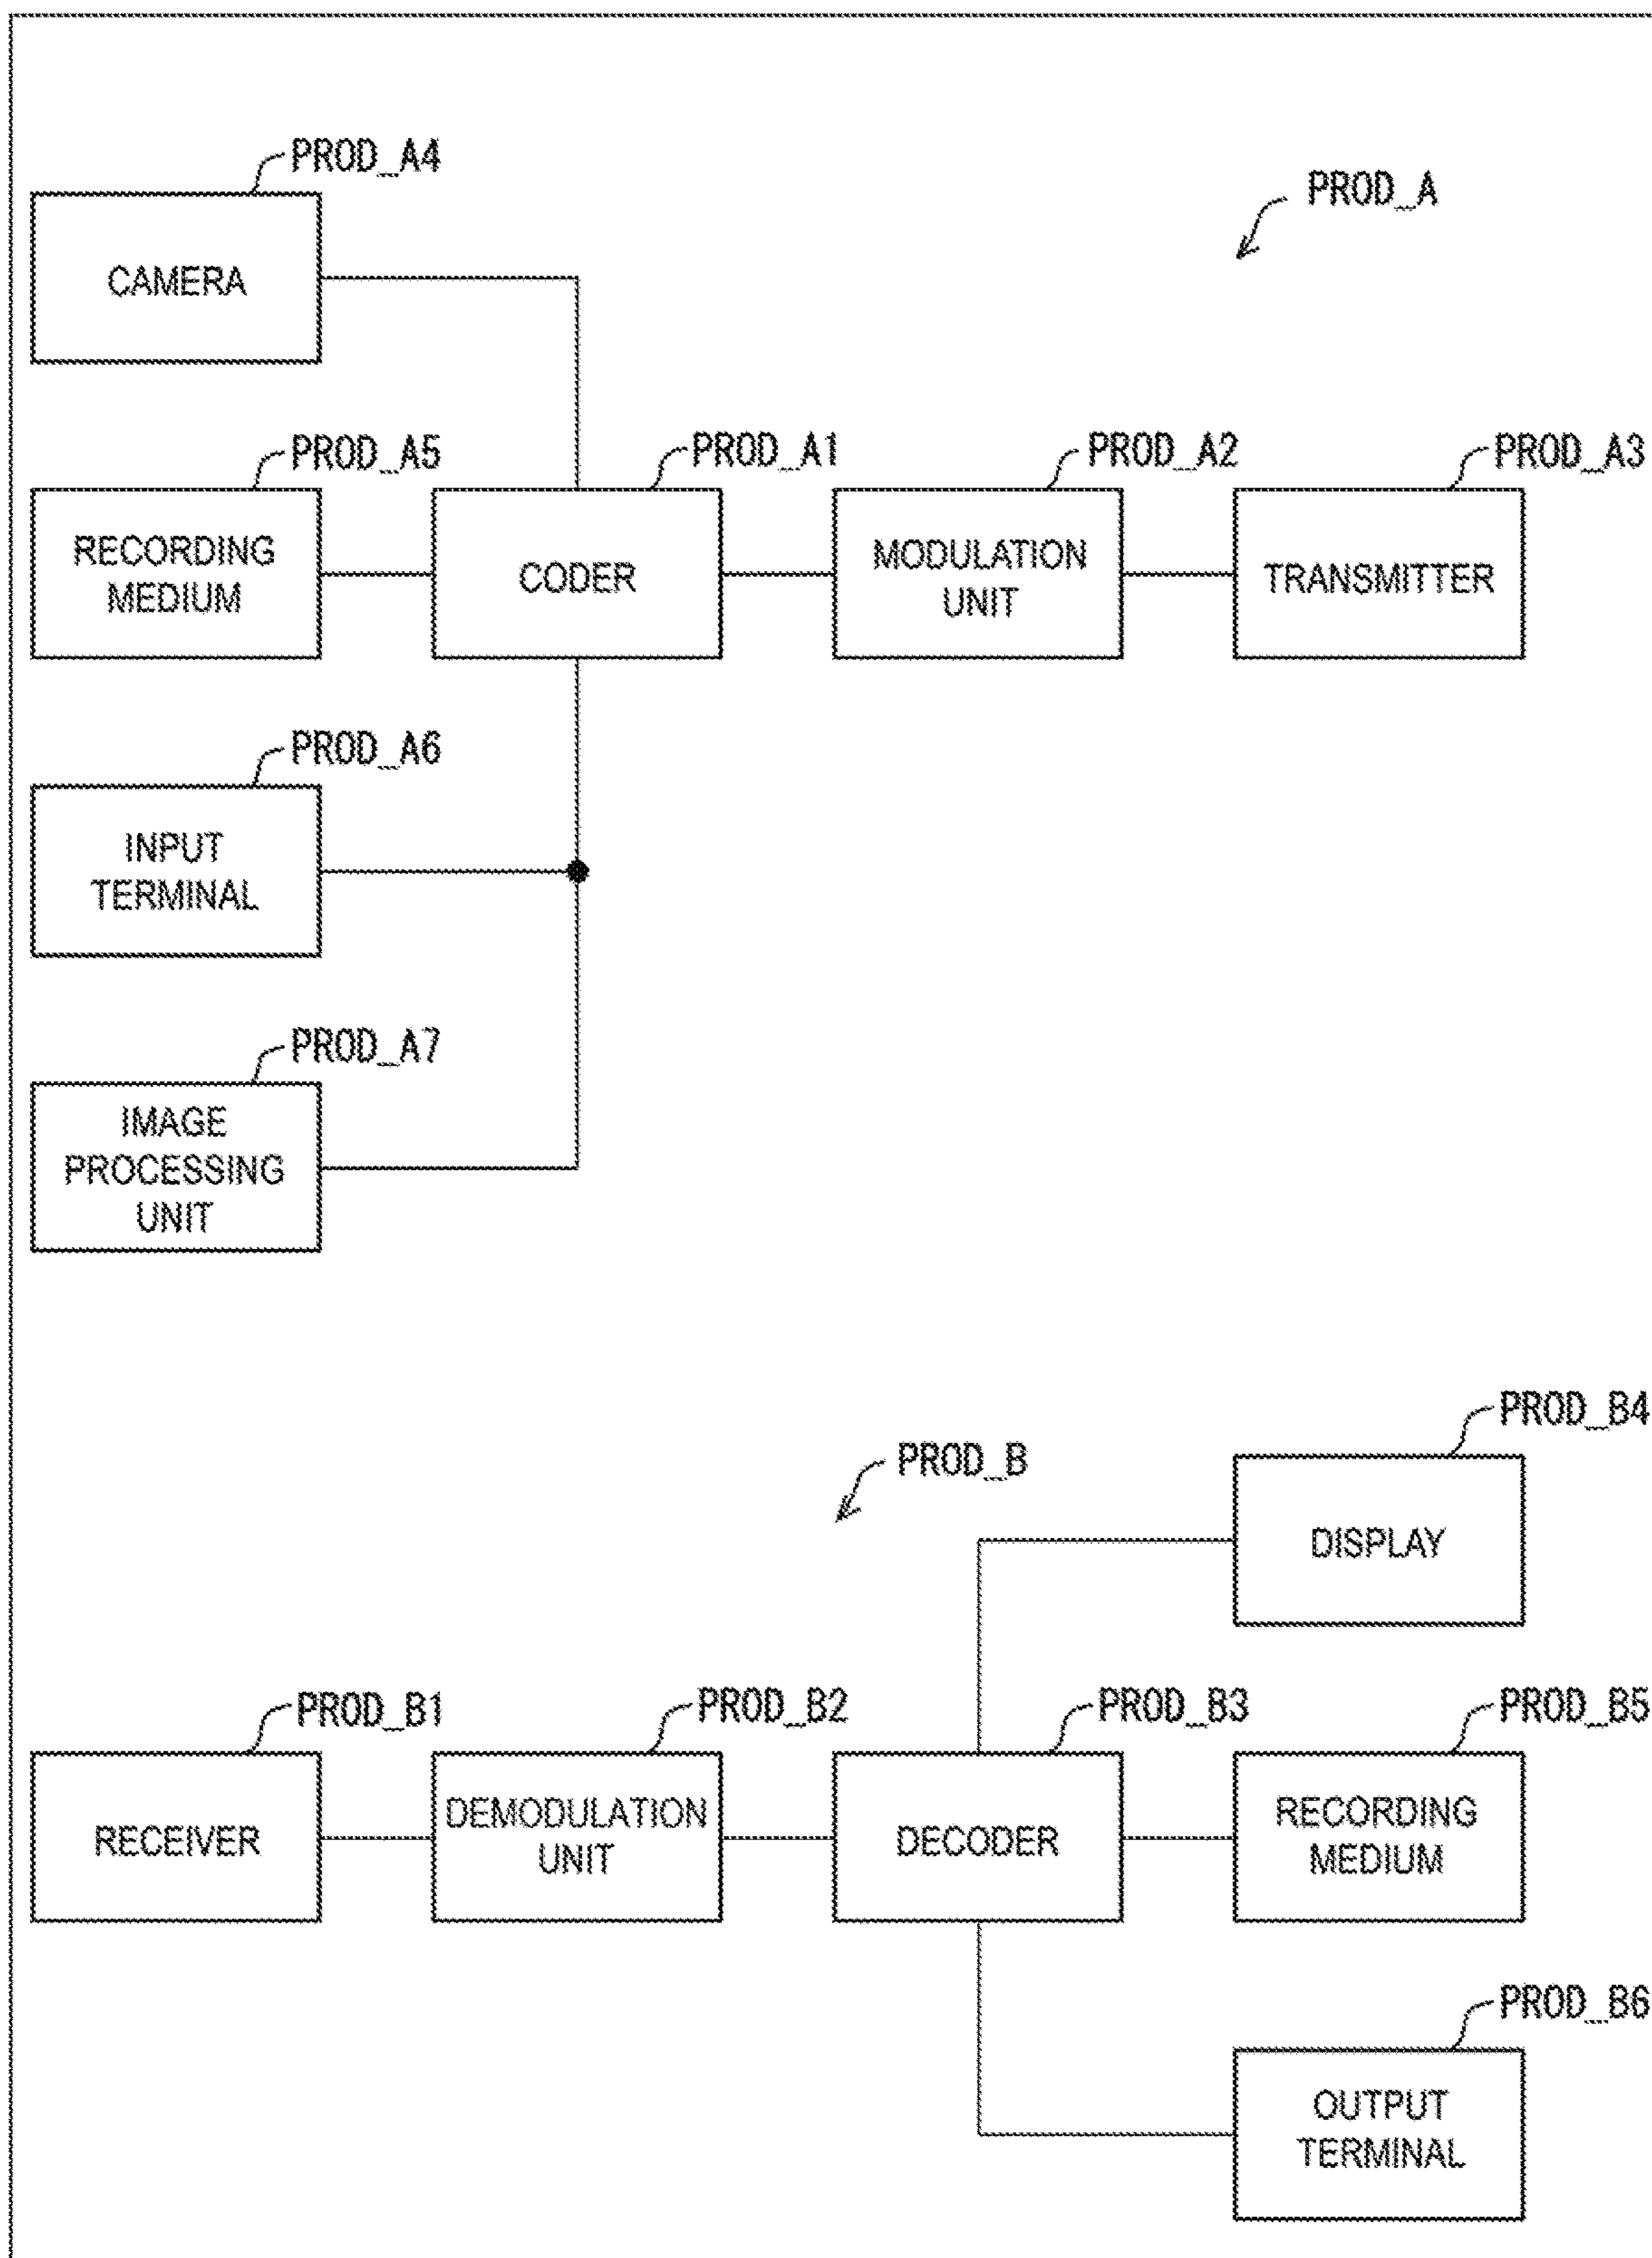 PROD_A4
PROD_A
CAMERA
PROD_A5
PROD_A1
PROD_A2
PROD_A3
RECORDING
MEDIUM
CODER
MODULATION
UNIT
TRANSMITTER
PROD_A6
INPUT
TERMINAL
PROD_A7
IMAGE
PROCESSING
UNIT
PROD_B4
PROD_B
DISPLAY
PROD_B1
PROD_B2
PROD_B3
PROD_B5
RECEIVER
DEMODULATION
UNIT
DECODER
RECORDING
MEDIUM
PROD_B6
OUTPUT
TERMINAL